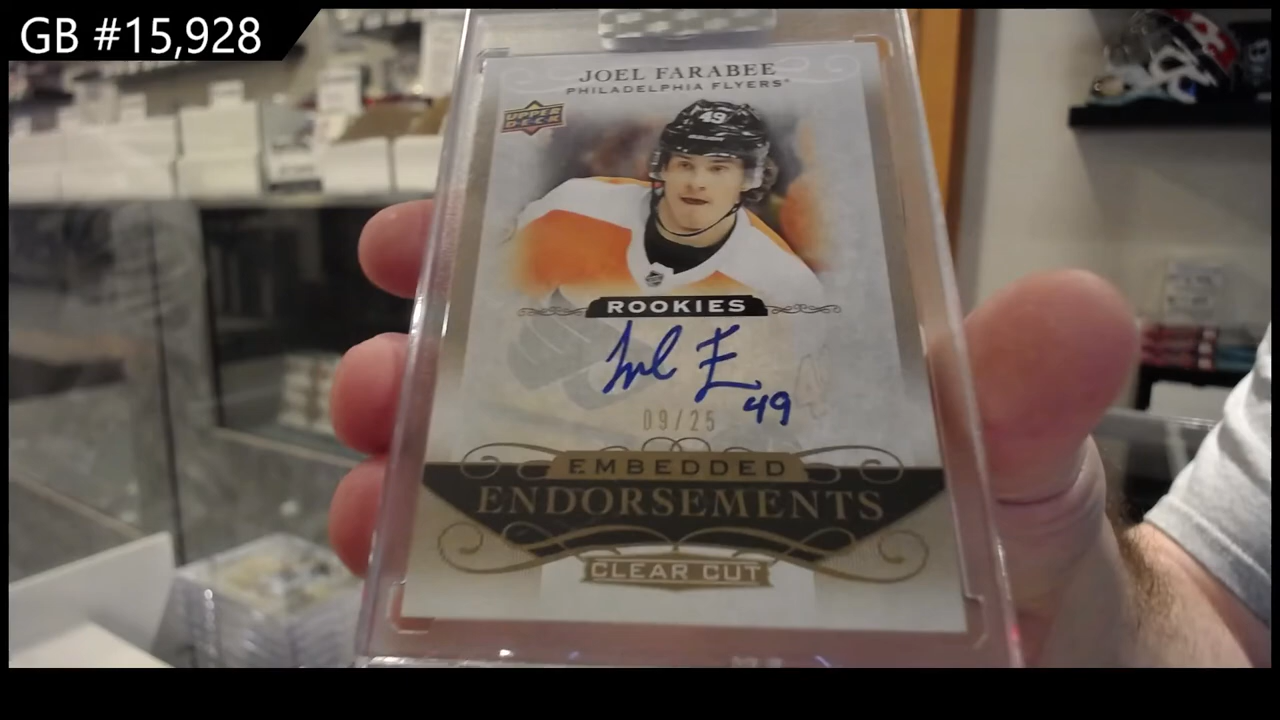 GB #15,928
JOEL FARABEE
PHILADELPHIA FLYERS
UPPER
DECK
49
ROOKIES
49
09/25
EMBEDDED
ENDORSEMENTS
CLEAR CUT